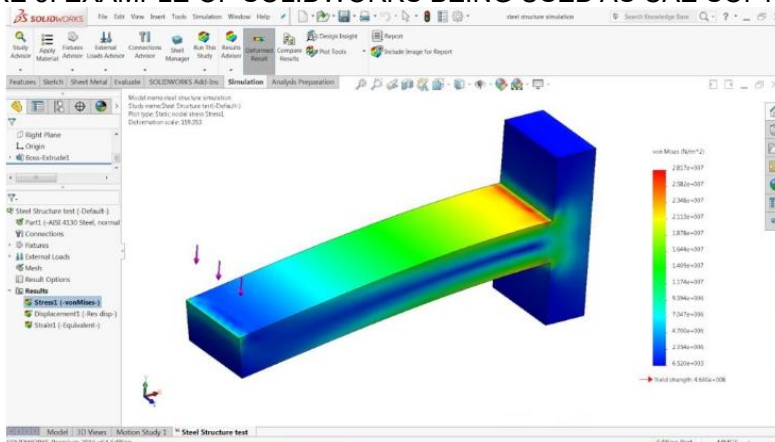 EXAMPLE OF SOLIDWORKS BEING USED AS CAE
SOLIDWORKS File Edit View Insert Tools Simulation Window Help
steel structure simulation
Search Knowledge Base
Study Advisor
Apply Material
Fixtures Advisor
External Loads Advisor
Connections Advisor
Shell Manager
Run This Study
Results Advisor
Deformed Result
Compare Results
Design Insight
Plot Tools
Report
Include Image for Report
Features Sketch Sheet Metal Evaluate SOLIDWORKS Add-Ins Simulation Analysis Preparation
Model name:steel structure simulation
Study name:Steel Structure test(-Default-)
Plot type: Static nodal stress Stress1
Deformation scale: 159.353
Right Plane
Origin
Boss-Extrude1
Steel Structure test (-Default-)
Part1 (-AISI 4130 Steel, normal
Connections
Fixtures
External Loads
Mesh
Result Options
Results
Stress1 (-vonMises-)
Displacement1 (-Res disp-)
Strain1 (-Equivalent-)
von Mises (N/m^2)
2.817e+007
2.582e+007
2.348e+007
2.113e+007
1.878e+007
1.644e+007
1.409e+007
1.174e+007
9.394e+006
7.047e+006
4.700e+006
2.354e+006
6.520e+003
Yield strength: 4.600e+008
Model 3D Views Motion Study 1 Steel Structure test